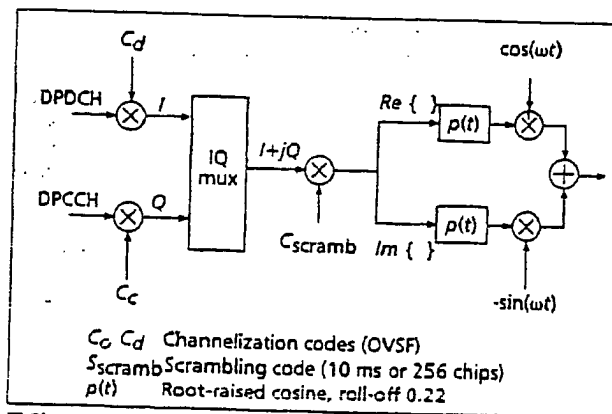 C_d
cos(ωt)
DPDCH
I
Re { }
p(t)
IQ
mux
I+jQ
DPCCH
Q
C_scramb
Im { }
p(t)
C_c
-sin(ωt)
C_c, C_d Channelization codes (OVSF)
S_scramb Scrambling code (10 ms or 256 chips)
p(t) Root-raised cosine, roll-off 0.22